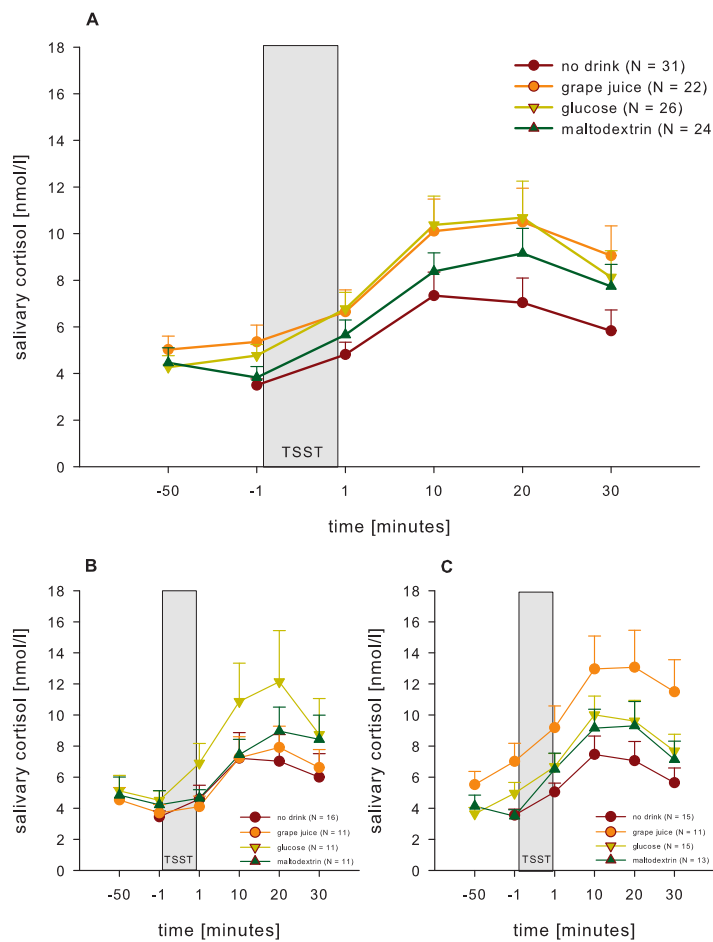 A
18
16
14
12
10
8
6
4
2
0
salivary cortisol [nmol/l]
no drink (N = 31)
grape juice (N = 22)
glucose (N = 26)
maltodextrin (N = 24
TSST
-50 -1 1 10 20 30
time [minutes]
B
18
16
14
12
10
8
6
4
2
0
salivary cortisol [nmol/l]
no drink (N = 16)
grape juice (N = 11)
glucose (N = 11)
maltodextrin (N = 11)
TSST
-50 -1 1 10 20 30
time [minutes]
C
18
16
14
12
10
8
6
4
2
0
salivary cortisol [nmol/l]
no drink (N = 15)
grape juice (N = 11)
glucose (N = 15)
maltodextrin (N = 13)
TSST
-50 -1 1 10 20 30
time [minutes]